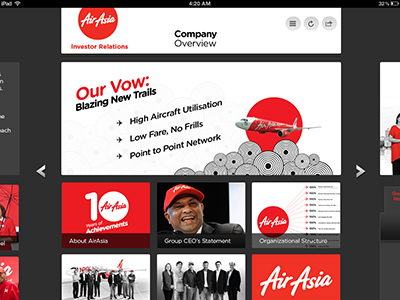 iPad
4:20 AM
32%
AirAsia
Investor Relations
Company
Overview
Our Vow:
Blazing New Trails
High Aircraft Utilisation
Low Fare, No Frills
Point to Point Network
10
Years of
Achievements
AirAsia
About AirAsia
Group CEO's Statement
AirAsia
Organizational Structure
AirAsia